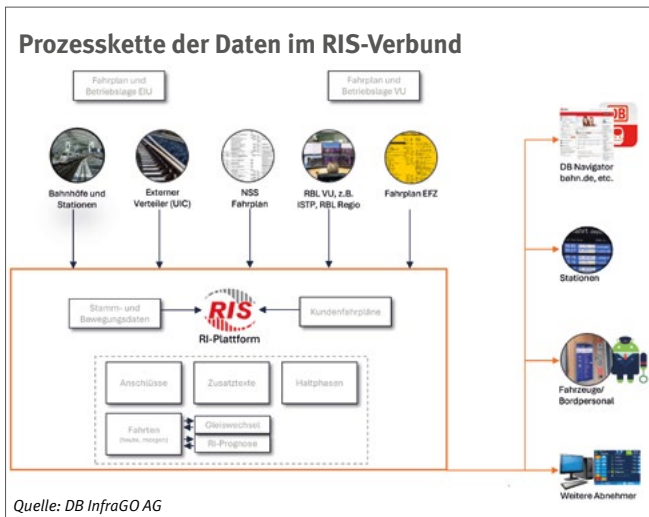 Prozesskette der Daten im RIS-Verbund
Fahrplan und
Betriebslage EIU
Fahrplan und
Betriebslage VU
Bahnhöfe und
Stationen
Externer
Verteiler (UIC)
NSS
Fahrplan
RBL VU, z.B.
ISTP, RBL Regio
Fahrplan EFZ
Stamm- und
Bewegungsdaten
RIS
RI-Plattform
Kundenfahrpläne
Anschlüsse
Zusatztexte
Haltphasen
Fahrten
(heute, morgen)
Gleiswechsel
RI-Prognose
DB
DB Navigator
bahn.de, etc.
Stationen
Fahrzeuge/
Bordpersonal
Weitere Abnehmer
Quelle: DB InfraGO AG